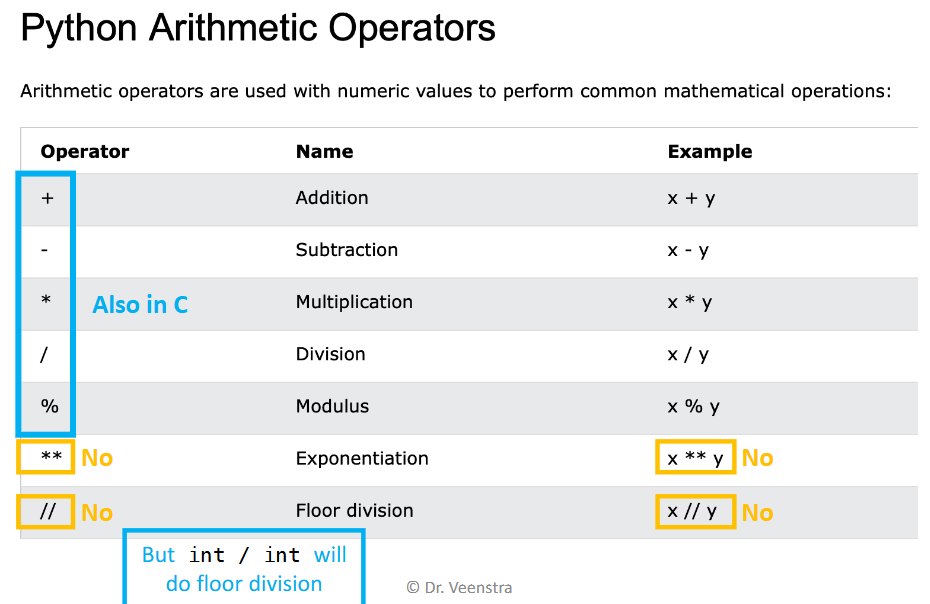 Python Arithmetic Operators
Arithmetic operators are used with numeric values to perform common mathematical operations:
Operator Name Example
+ Addition x + y
- Subtraction x - y
* Also in C Multiplication x * y
/ Division x / y
% Modulus x % y
** No Exponentiation x ** y No
// No Floor division x // y No
But int / int will
do floor division
© Dr. Veenstra